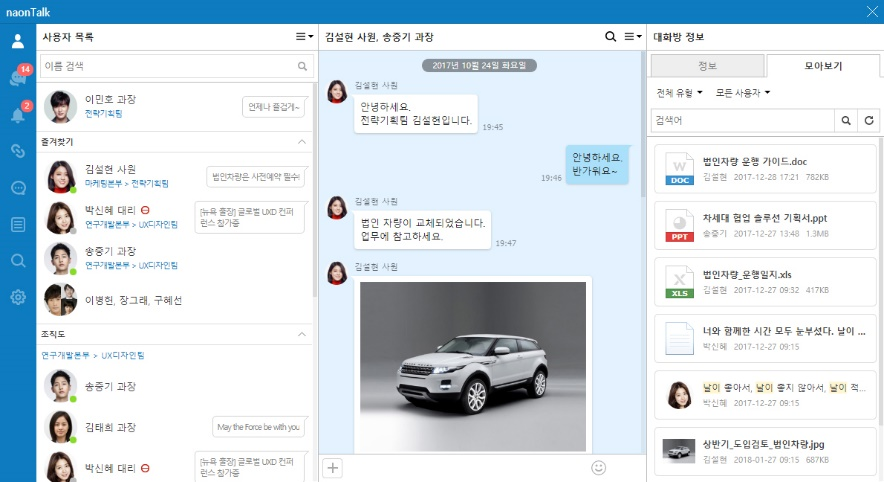 naonTalk
14
2
사용자 목록
이름 검색
이민호 과장
전략기획팀
언제나 즐겁게~
즐겨찾기
김설현 사원
마케팅본부 > 전략기획팀
법인차량은 사전예약 필수!
박신혜 대리
연구개발본부 > UX디자인팀
[뉴욕 출장] 글로벌 UXD 컨퍼
런스 참가중
송중기 과장
연구개발본부 > UX디자인팀
이병헌, 장그래, 구혜선
조직도
연구개발본부 > UX디자인팀
송중기 과장
김태희 과장
May the Force be with you
박신혜 대리
[뉴욕 출장] 글로벌 UXD 컨퍼
런스 참가중
김설현 사원, 송중기 과장
2017년 10월 24일 화요일
김설현 사원
안녕하세요.
전략기획팀 김설현입니다.
19:45
안녕하세요.
반가워요~
19:46
김설현 사원
법인 차량이 교체되었습니다.
업무에 참고하세요.
19:47
김설현 사원
대화방 정보
정보
모아보기
전체 유형
모든 사용자
검색어
W
DOC
법인차량 운행 가이드.doc
김설현 2017-12-28 17:21 782KB
PPT
차세대 협업 솔루션 기획서.ppt
송중기 2017-12-27 13:48 1.3MB
X
XLS
법인차량_운행일지.xls
김설현 2017-12-27 09:32 417KB
너와 함께한 시간 모두 눈부셨다. 날이 ...
박신혜 2017-12-27 09:15
날이 좋아서, 날이 좋지 않아서, 날이 적...
박신혜 2017-12-27 09:15
상반기_도입검토_법인차량.jpg
김설현 2018-01-27 09:15 687KB